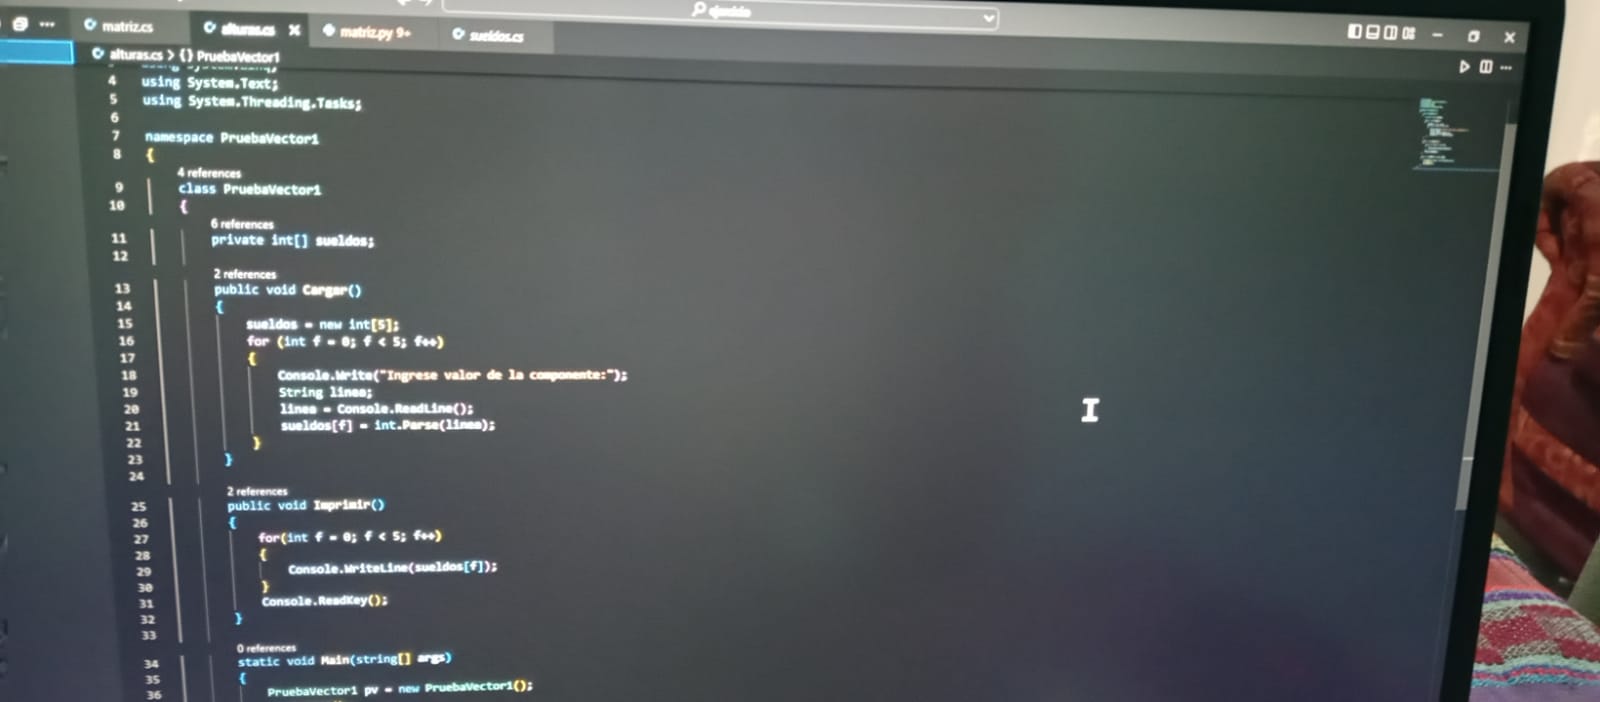 matriz.cs
alturas.cs
matriz.py 9+
sueldos.cs
alturas.cs > {} PruebaVector1
4 using System.Text;
5 using System.Threading.Tasks;
6
7 namespace PruebaVector1
8 {
4 references
9 class PruebaVector1
10 {
6 references
11 private int[] sueldos;
12
2 references
13 public void Cargar()
14 {
15 sueldos = new int[5];
16 for (int f = 0; f < 5; f++)
17 {
18 Console.Write("Ingrese valor de la componente:");
19 String linea;
20 linea = Console.ReadLine();
21 sueldos[f] = int.Parse(linea);
22 }
23 }
24
2 references
25 public void Imprimir()
26 {
27 for(int f = 0; f < 5; f++)
28 {
29 Console.WriteLine(sueldos[f]);
30 }
31 Console.ReadKey();
32 }
33
0 references
34 static void Main(string[] args)
35 {
36 PruebaVector1 pv = new PruebaVector1();